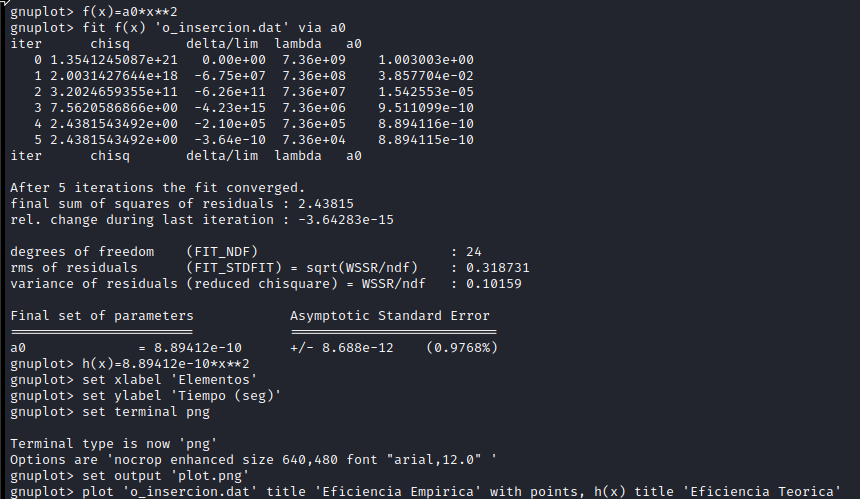 gnuplot> f(x)=a0*x**2
gnuplot> fit f(x) 'o_insercion.dat' via a0
iter      chisq       delta/lim  lambda   a0
   0 1.3541245087e+21   0.00e+00  7.36e+09    1.003003e+00
   1 2.0031427644e+18  -6.75e+07  7.36e+08    3.857704e-02
   2 3.2024659355e+11  -6.26e+11  7.36e+07    1.542553e-05
   3 7.5620586866e+00  -4.23e+15  7.36e+06    9.511099e-10
   4 2.4381543492e+00  -2.10e+05  7.36e+05    8.894116e-10
   5 2.4381543492e+00  -3.64e-10  7.36e+04    8.894115e-10
iter      chisq       delta/lim  lambda   a0
After 5 iterations the fit converged.
final sum of squares of residuals : 2.43815
rel. change during last iteration : -3.64283e-15
degrees of freedom    (FIT_NDF)                        : 24
rms of residuals      (FIT_STDFIT) = sqrt(WSSR/ndf)    : 0.318731
variance of residuals (reduced chisquare) = WSSR/ndf   : 0.10159
Final set of parameters            Asymptotic Standard Error
=======================            ==========================
a0              = 8.89412e-10      +/- 8.688e-12    (0.9768%)
gnuplot> h(x)=8.89412e-10*x**2
gnuplot> set xlabel 'Elementos'
gnuplot> set ylabel 'Tiempo (seg)'
gnuplot> set terminal png
Terminal type is now 'png'
Options are 'nocrop enhanced size 640,480 font "arial,12.0" '
gnuplot> set output 'plot.png'
gnuplot> plot 'o_insercion.dat' title 'Eficiencia Empirica' with points, h(x) title 'Eficiencia Teorica'